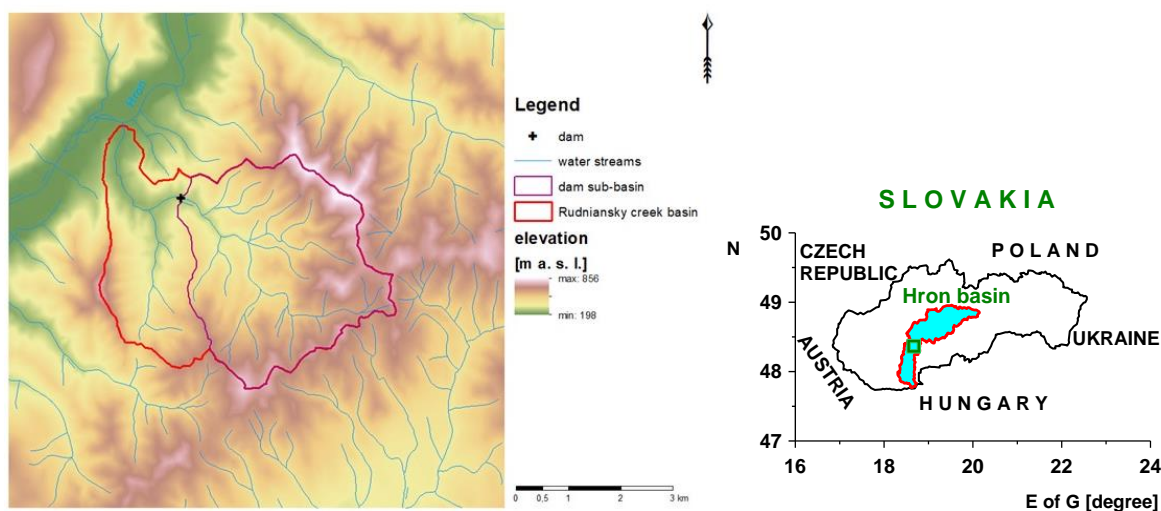 Hron
Legend
dam
water streams
dam sub-basin
Rudniansky creek basin
elevation
[m a. s. l.]
max: 856
min: 198
0 0,5 1 2 3 km
S L O V A K I A
N
50
49
48
47
CZECH
REPUBLIC
P O L A N D
Hron basin
UKRAINE
AUSTRIA
H U N G A R Y
16 18 20 22 24
E of G [degree]